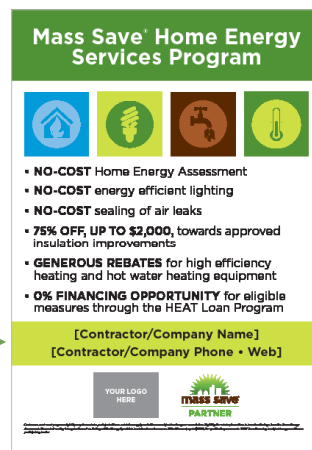 Mass Save® Home Energy
Services Program
• NO-COST Home Energy Assessment
• NO-COST energy efficient lighting
• NO-COST sealing of air leaks
• 75% OFF, UP TO $2,000, towards approved
insulation improvements
• GENEROUS REBATES for high efficiency
heating and hot water heating equipment
• 0% FINANCING OPPORTUNITY for eligible
measures through the HEAT Loan Program
[Contractor/Company Name]
[Contractor/Company Phone • Web]
YOUR LOGO
HERE
mass save®
PARTNER